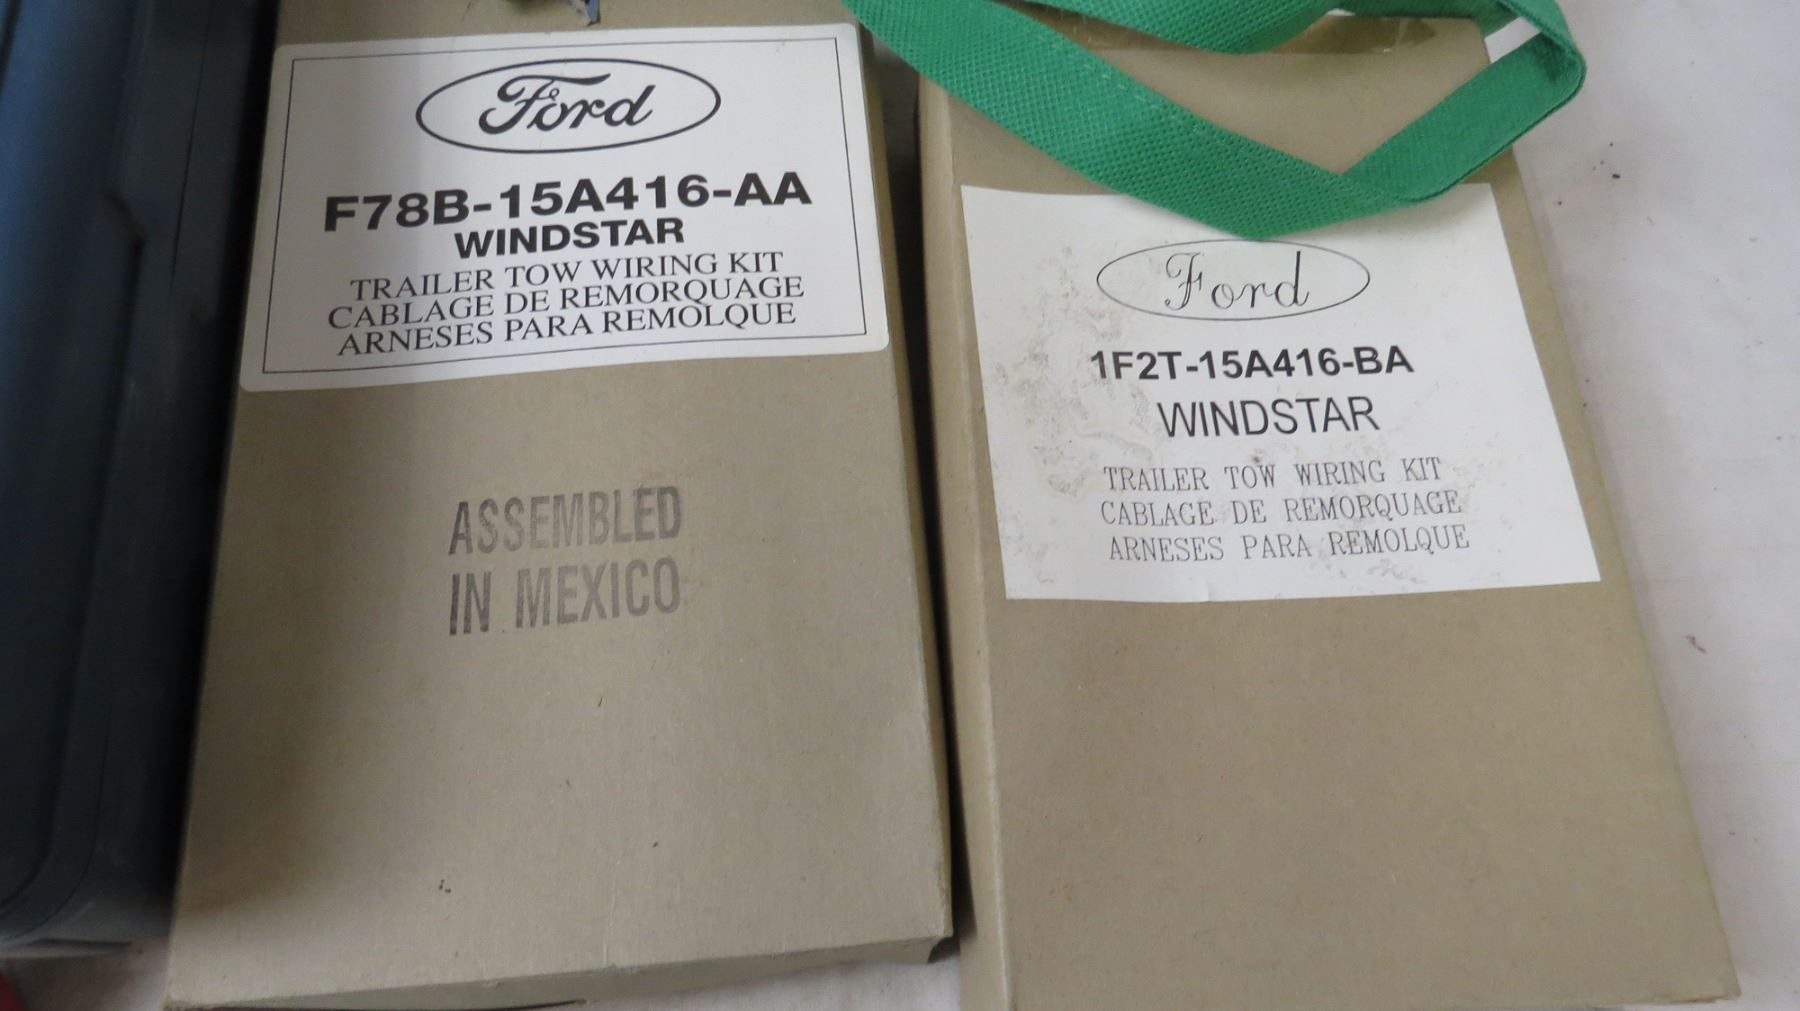 Ford
F78B-15A416-AA
WINDSTAR
TRAILER TOW WIRING KIT
CABLAGE DE REMORQUAGE
ARNESES PARA REMOLQUE
ASSEMBLED
IN MEXICO
Ford
1F2T-15A416-BA
WINDSTAR
TRAILER TOW WIRING KIT
CABLAGE DE REMORQUAGE
ARNESES PARA REMOLQUE